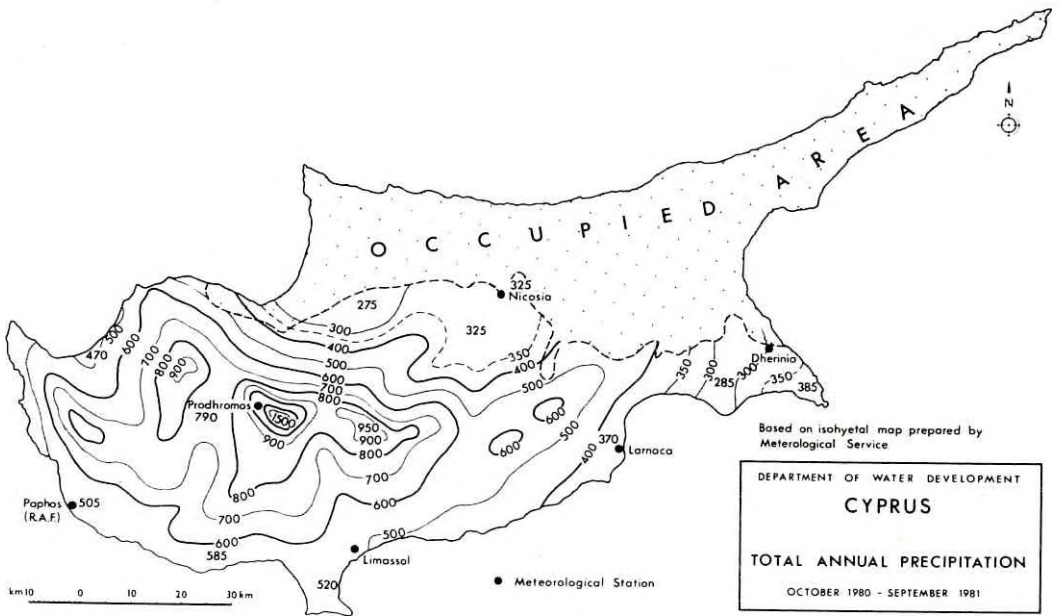 N
OCCUPIED AREA
325
Nicosia
275
325
300
400
350
400
500
500
470
600
700
800
900
500
600
700
800
Prodhromos
790
1500
900
950
900
800
600
600
500
400
370
Larnaca
350
300
285
300
Dherinia
350
385
800
700
700
600
600
500
585
Paphos
(R.A.F.)
505
Limassol
520
km 10 0 10 20 30 km
Meteorological Station
Based on isohyetal map prepared by
Meterological Service
DEPARTMENT OF WATER DEVELOPMENT
CYPRUS
TOTAL ANNUAL PRECIPITATION
OCTOBER 1980 - SEPTEMBER 1981